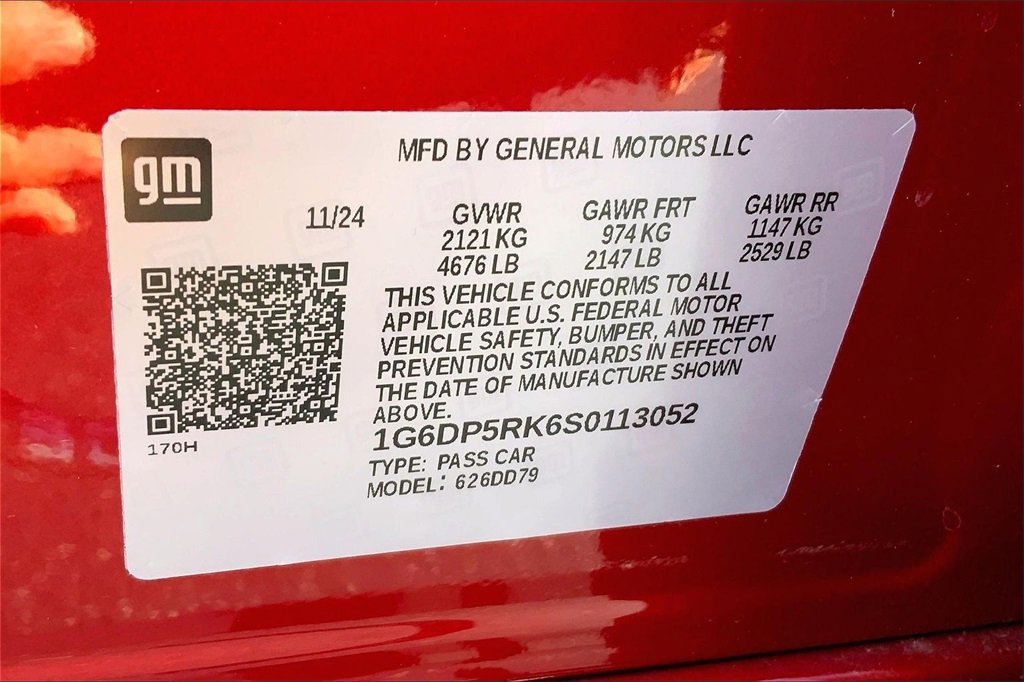 gm
MFD BY GENERAL MOTORS LLC
11/24 GVWR GAWR FRT GAWR RR
2121 KG 974 KG 1147 KG
4676 LB 2147 LB 2529 LB
THIS VEHICLE CONFORMS TO ALL
APPLICABLE U.S. FEDERAL MOTOR
VEHICLE SAFETY, BUMPER, AND THEFT
PREVENTION STANDARDS IN EFFECT ON
THE DATE OF MANUFACTURE SHOWN
ABOVE.
170H
1G6DP5RK6S0113052
TYPE: PASS CAR
MODEL: 626DD79